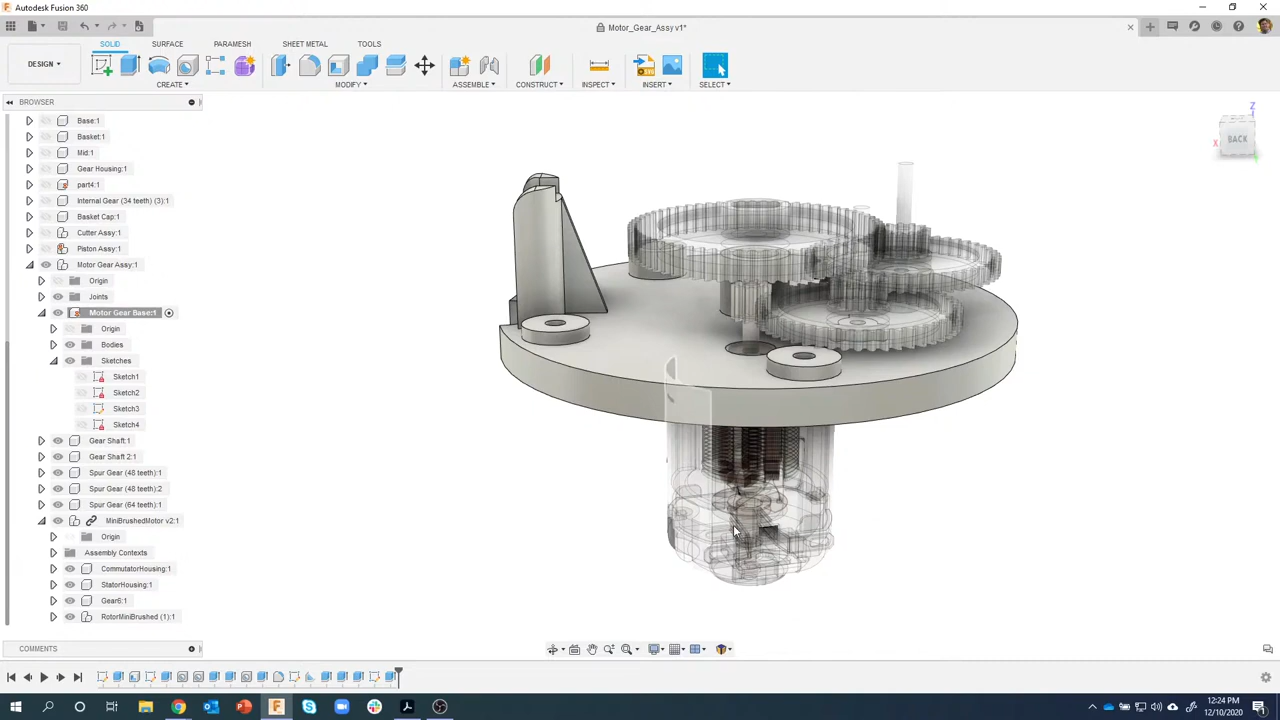 Autodesk Fusion 360
Motor_Gear_Assy v1*
SOLID SURFACE PARAMESH SHEET METAL TOOLS
DESIGN
CREATE MODIFY ASSEMBLE CONSTRUCT INSPECT INSERT SELECT
BROWSER
Base:1
Basket:1
Mid:1
Gear Housing:1
part4:1
Internal Gear (34 teeth) (3):1
Basket Cap:1
Cutter Assy:1
Piston Assy:1
Motor Gear Assy:1
Origin
Joints
Motor Gear Base:1
Origin
Bodies
Sketches
Sketch1
Sketch2
Sketch3
Sketch4
Gear Shaft:1
Gear Shaft 2:1
Spur Gear (48 teeth):1
Spur Gear (48 teeth):2
Spur Gear (64 teeth):1
MiniBrushedMotor v2:1
Origin
Assembly Contexts
CommutatorHousing:1
StatorHousing:1
Gear6:1
RotorMiniBrushed (1):1
Z
X
BACK
COMMENTS
12:24 PM
12/10/2020